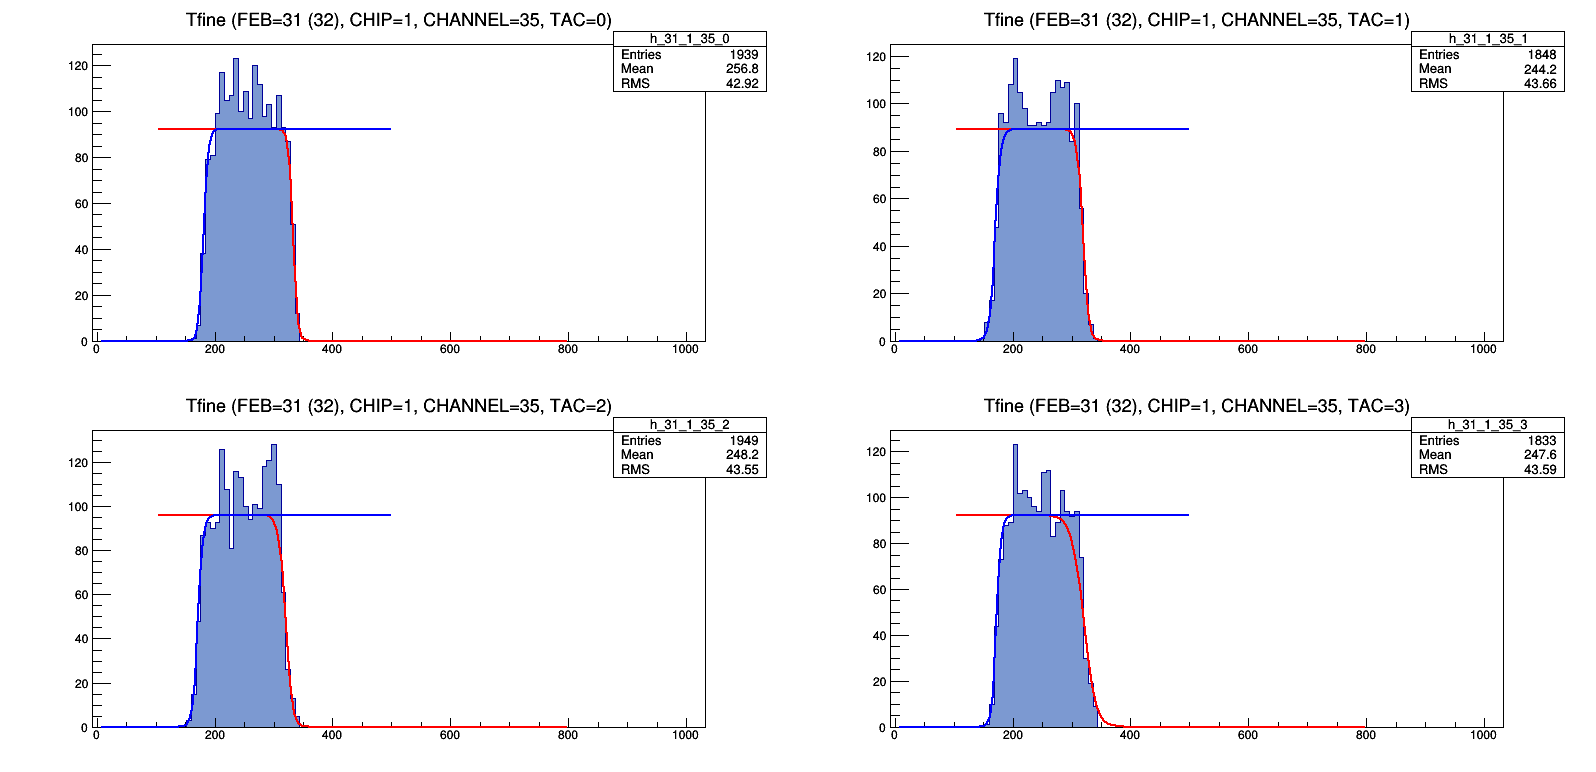 Tfine (FEB=31 (32), CHIP=1, CHANNEL=35, TAC=0)
h_31_1_35_0
Entries 1939
Mean 256.8
RMS 42.92
120
100
80
60
40
20
0
0 200 400 600 800 1000
Tfine (FEB=31 (32), CHIP=1, CHANNEL=35, TAC=1)
h_31_1_35_1
Entries 1848
Mean 244.2
RMS 43.66
120
100
80
60
40
20
0
0 200 400 600 800 1000
Tfine (FEB=31 (32), CHIP=1, CHANNEL=35, TAC=2)
h_31_1_35_2
Entries 1949
Mean 248.2
RMS 43.55
120
100
80
60
40
20
0
0 200 400 600 800 1000
Tfine (FEB=31 (32), CHIP=1, CHANNEL=35, TAC=3)
h_31_1_35_3
Entries 1833
Mean 247.6
RMS 43.59
120
100
80
60
40
20
0
0 200 400 600 800 1000